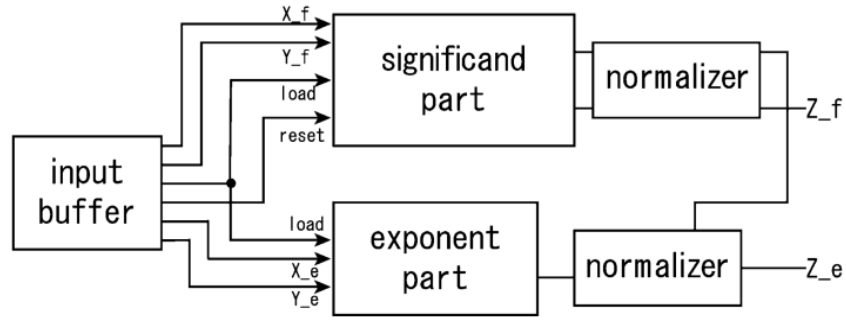 X_f
Y_f
load
reset
significand
part
normalizer
Z_f
input
buffer
load
X_e
Y_e
exponent
part
normalizer
Z_e